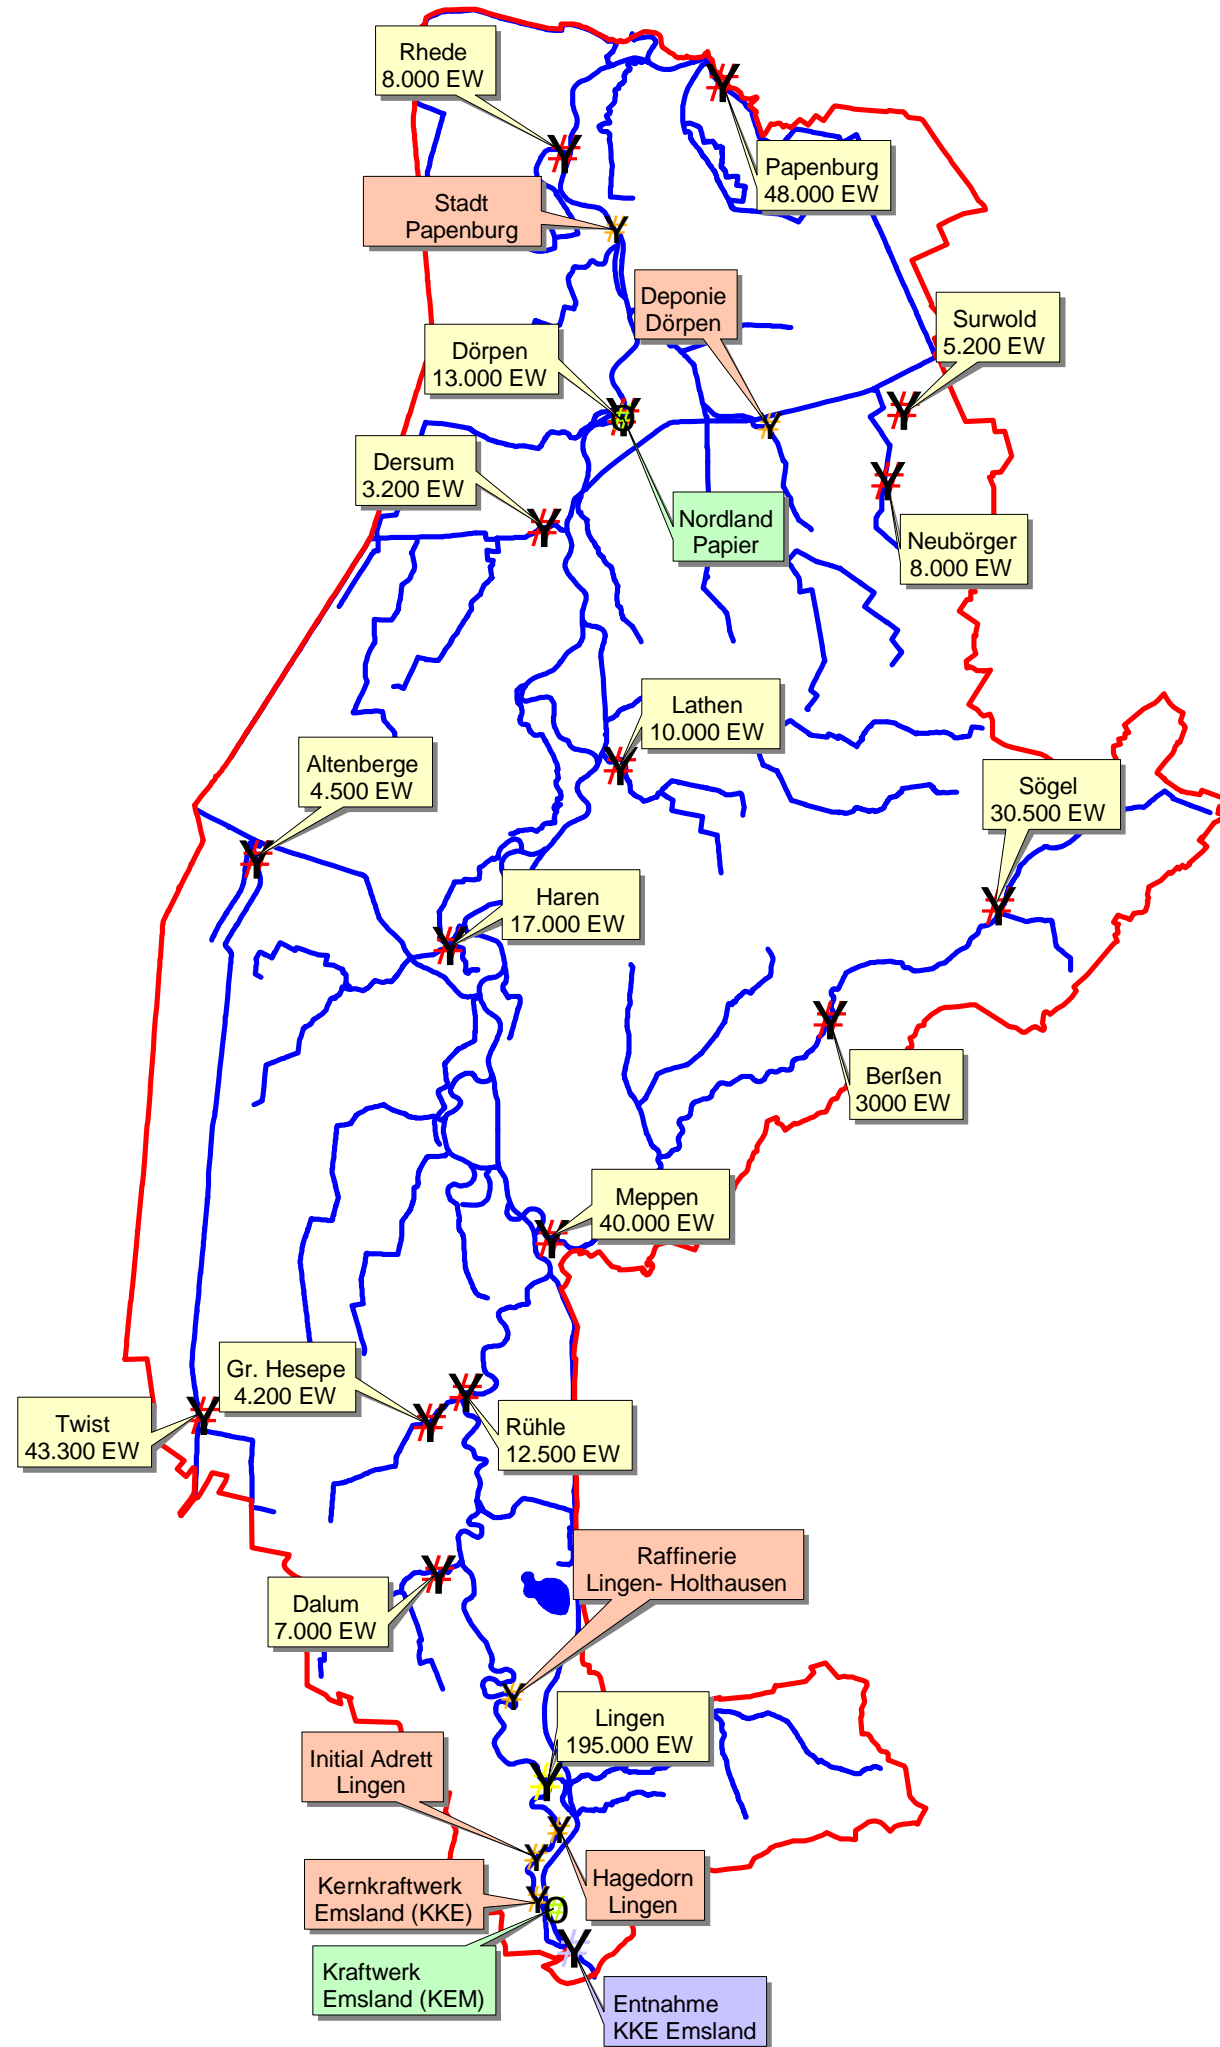 Rhede
8.000 EW
Papenburg
48.000 EW
Stadt
Papenburg
Deponie
Dörpen
Surwold
5.200 EW
Dörpen
13.000 EW
Dersum
3.200 EW
Nordland
Papier
Neubörger
8.000 EW
Lathen
10.000 EW
Altenberge
4.500 EW
Sögel
30.500 EW
Haren
17.000 EW
Berßen
3000 EW
Meppen
40.000 EW
Gr. Hesepe
4.200 EW
Twist
43.300 EW
Rühle
12.500 EW
Raffinerie
Lingen- Holthausen
Dalum
7.000 EW
Lingen
195.000 EW
Initial Adrett
Lingen
Hagedorn
Lingen
Kernkraftwerk
Emsland (KKE)
Kraftwerk
Emsland (KEM)
Entnahme
KKE Emsland